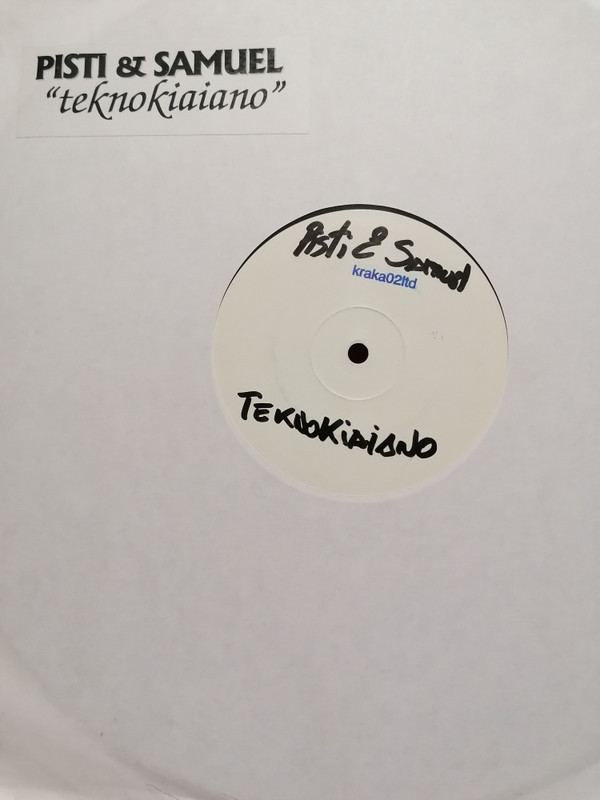 PISTI & SAMUEL
“teknokiaiano”
Pisti & Samuel
kraka02ltd
TEKNOKiAiANO